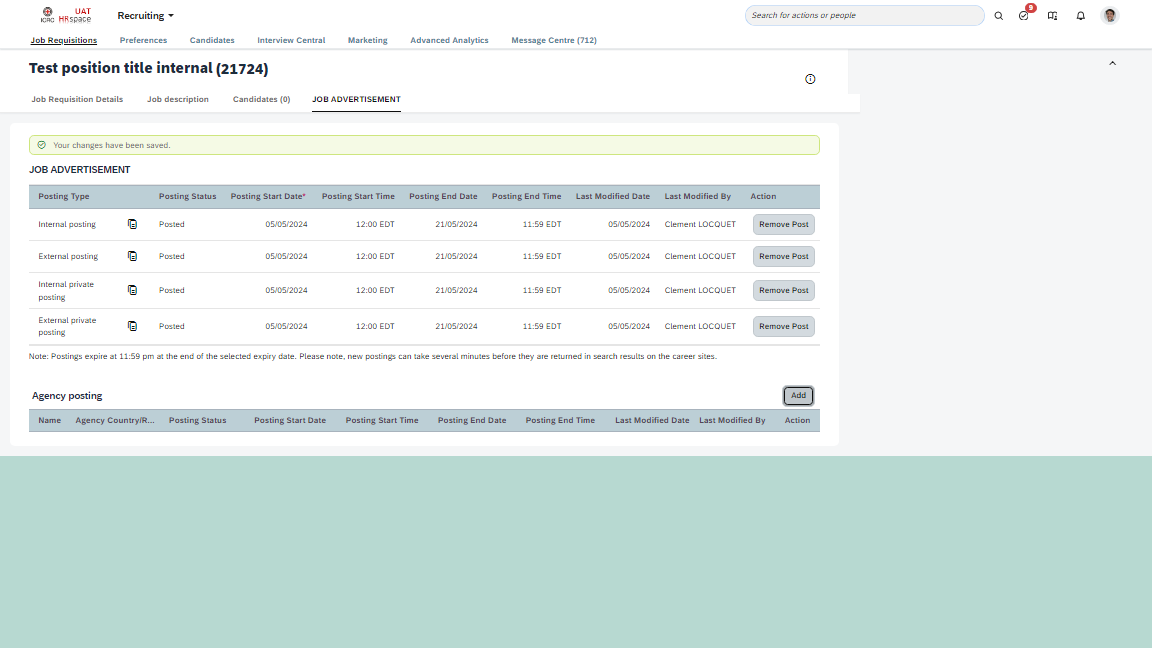 ICRC UAT HRspace Recruiting Search for actions or people 9
Job Requisitions Preferences Candidates Interview Central Marketing Advanced Analytics Message Centre (712)
Test position title internal (21724)
Job Requisition Details Job description Candidates (0) JOB ADVERTISEMENT
Your changes have been saved.
JOB ADVERTISEMENT
Posting Type Posting Status Posting Start Date* Posting Start Time Posting End Date Posting End Time Last Modified Date Last Modified By Action
Internal posting Posted 05/05/2024 12:00 EDT 21/05/2024 11:59 EDT 05/05/2024 Clement LOCQUET Remove Post
External posting Posted 05/05/2024 12:00 EDT 21/05/2024 11:59 EDT 05/05/2024 Clement LOCQUET Remove Post
Internal private
posting Posted 05/05/2024 12:00 EDT 21/05/2024 11:59 EDT 05/05/2024 Clement LOCQUET Remove Post
External private
posting Posted 05/05/2024 12:00 EDT 21/05/2024 11:59 EDT 05/05/2024 Clement LOCQUET Remove Post
Note: Postings expire at 11:59 pm at the end of the selected expiry date. Please note, new postings can take several minutes before they are returned in search results on the career sites.
Agency posting Add
Name Agency Country/R... Posting Status Posting Start Date Posting Start Time Posting End Date Posting End Time Last Modified Date Last Modified By Action